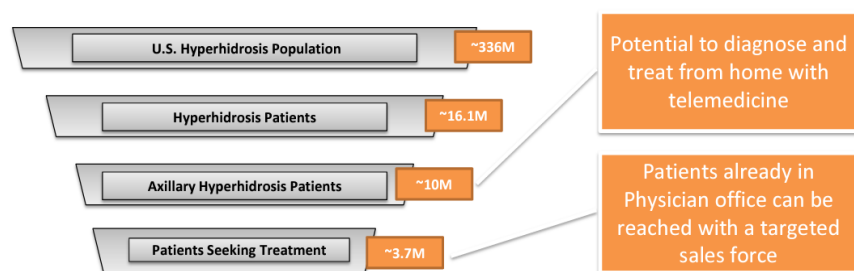 U.S. Hyperhidrosis Population
~336M
Hyperhidrosis Patients
~16.1M
Axillary Hyperhidrosis Patients
~10M
Patients Seeking Treatment
~3.7M
Potential to diagnose and
treat from home with
telemedicine
Patients already in
Physician office can be
reached with a targeted
sales force